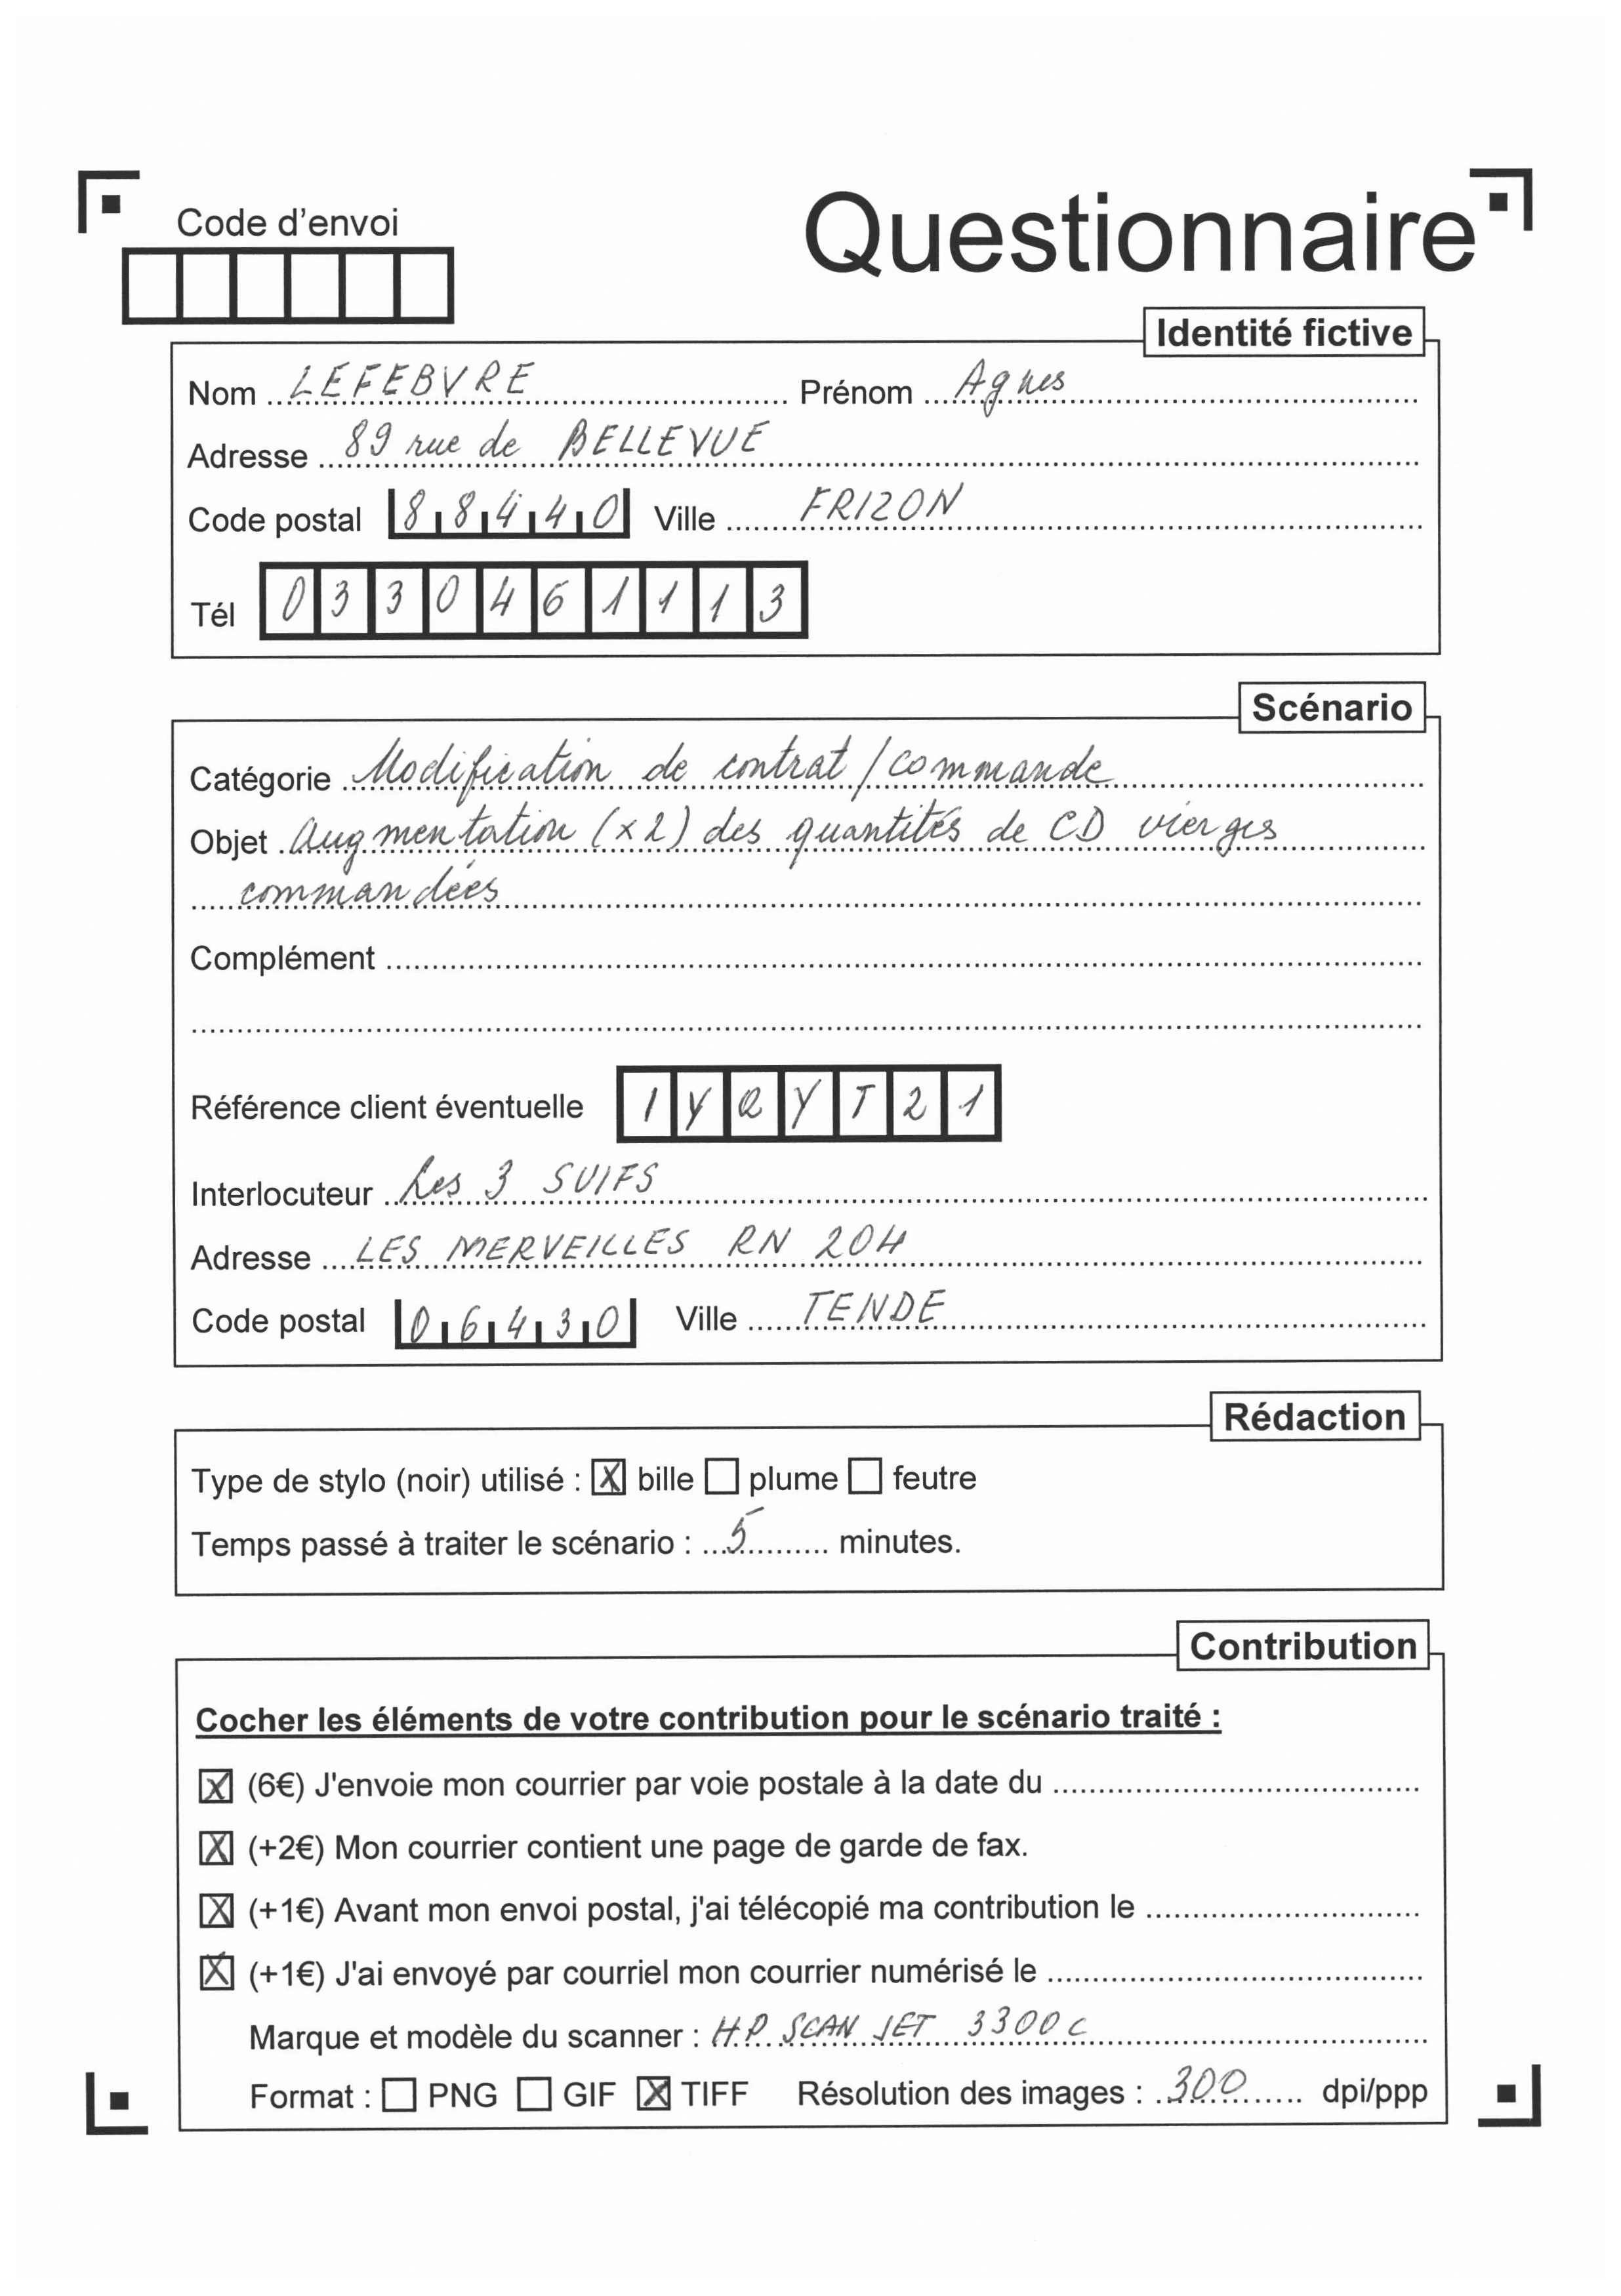 Code d'envoi
Questionnaire
Identité fictive
Nom LEFEBVRE Prénom Agnes
Adresse 89 rue de BELLEVUE
Code postal 88440 Ville FRIZON
Tél 0330461113
Scénario
Catégorie Modification de contrat / commande
Objet Augmentation (x2) des quantités de CD vierges
commandées
Complément
Référence client éventuelle IYQYT21
Interlocuteur Les 3 SUIFS
Adresse LES MERVEILLES RN 204
Code postal 06430 Ville TENDE
Rédaction
Type de stylo (noir) utilisé : X bille plume feutre
Temps passé à traiter le scénario : 5 minutes.
Contribution
Cocher les éléments de votre contribution pour le scénario traité :
X (6€) J'envoie mon courrier par voie postale à la date du
X (+2€) Mon courrier contient une page de garde de fax.
X (+1€) Avant mon envoi postal, j'ai télécopié ma contribution le
X (+1€) J'ai envoyé par courriel mon courrier numérisé le
Marque et modèle du scanner : H.P. SCAN JET 3300 C
Format : PNG GIF X TIFF Résolution des images : 300 dpi/ppp